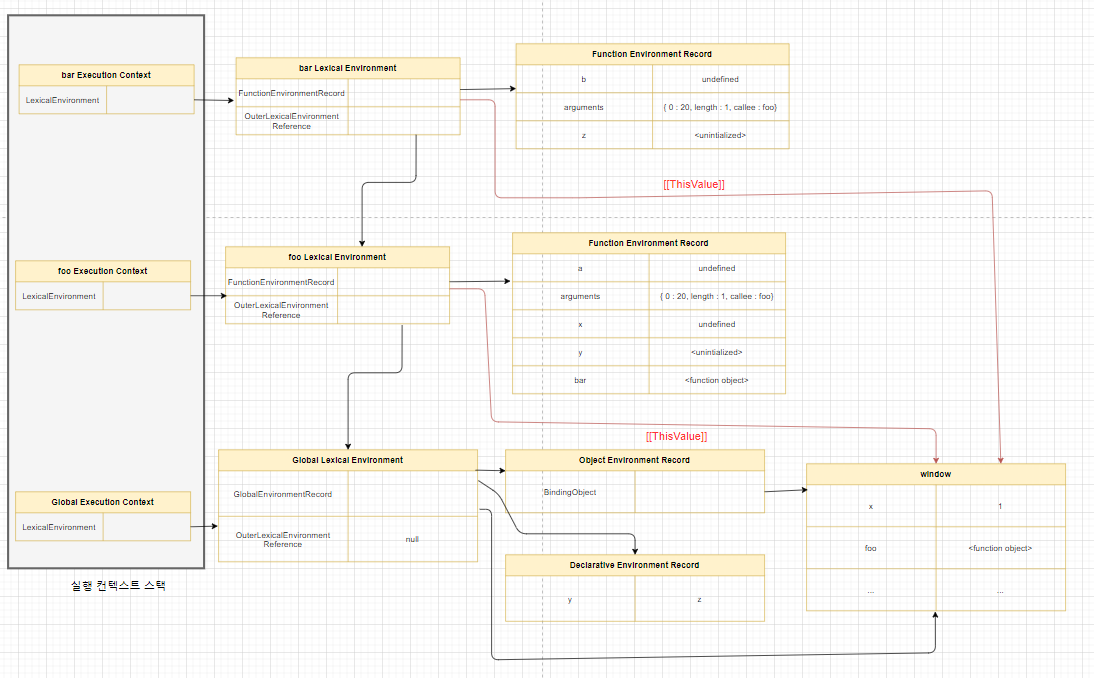 Function Environment Record
bar Lexical Environment
bar Execution Context
b undefined
FunctionEnvironmentRecord
LexicalEnvironment
arguments { 0 : 20, length : 1, callee : foo}
OuterLexicalEnvironment
Reference
z <unintialized>
[[ThisValue]]
Function Environment Record
foo Lexical Environment
foo Execution Context
a undefined
FunctionEnvironmentRecord
LexicalEnvironment
arguments { 0 : 20, length : 1, callee : foo}
OuterLexicalEnvironment
Reference
x undefined
y <unintialized>
bar <function object>
[[ThisValue]]
Global Lexical Environment
Object Environment Record
window
GlobalEnvironmentRecord
BindingObject
Global Execution Context
x 1
LexicalEnvironment
OuterLexicalEnvironment
Reference
null
foo <function object>
Declarative Environment Record
... ...
y z
실행 컨텍스트 스택